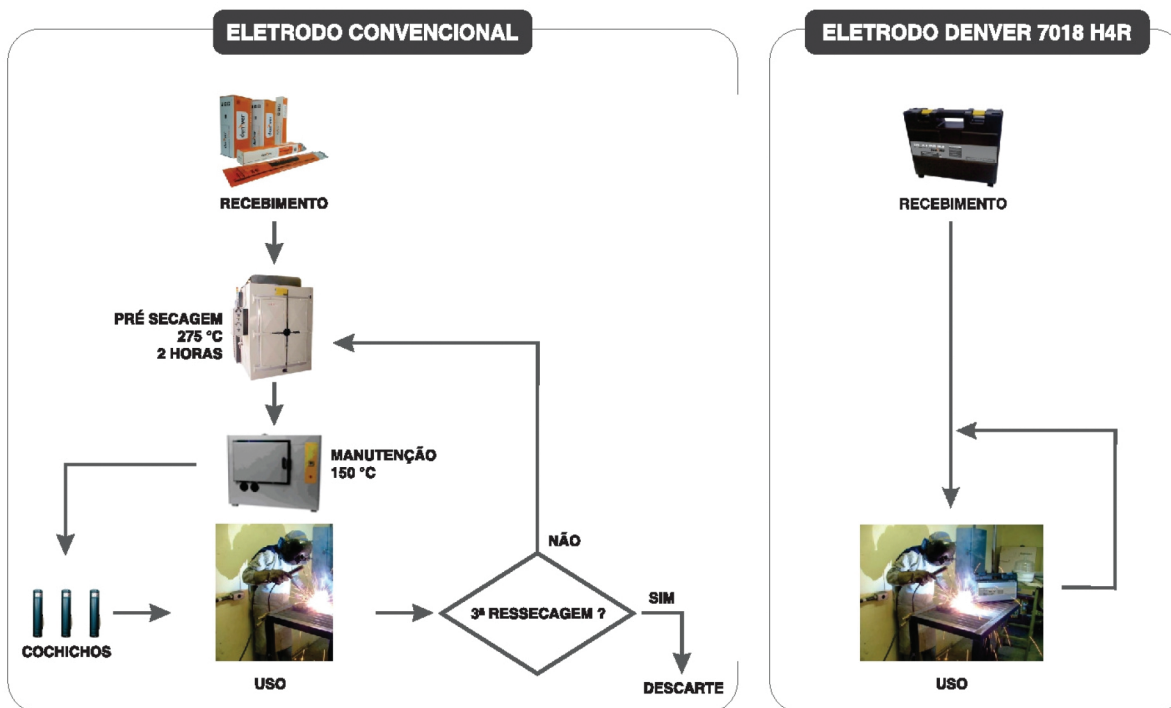 ELETRODO CONVENCIONAL
RECEBIMENTO
PRÉ SECAGEM
275 °C
2 HORAS
MANUTENÇÃO
150 °C
COCHICHOS
USO
3ª RESSECAGEM ?
NÃO
SIM
DESCARTE
ELETRODO DENVER 7018 H4R
RECEBIMENTO
USO